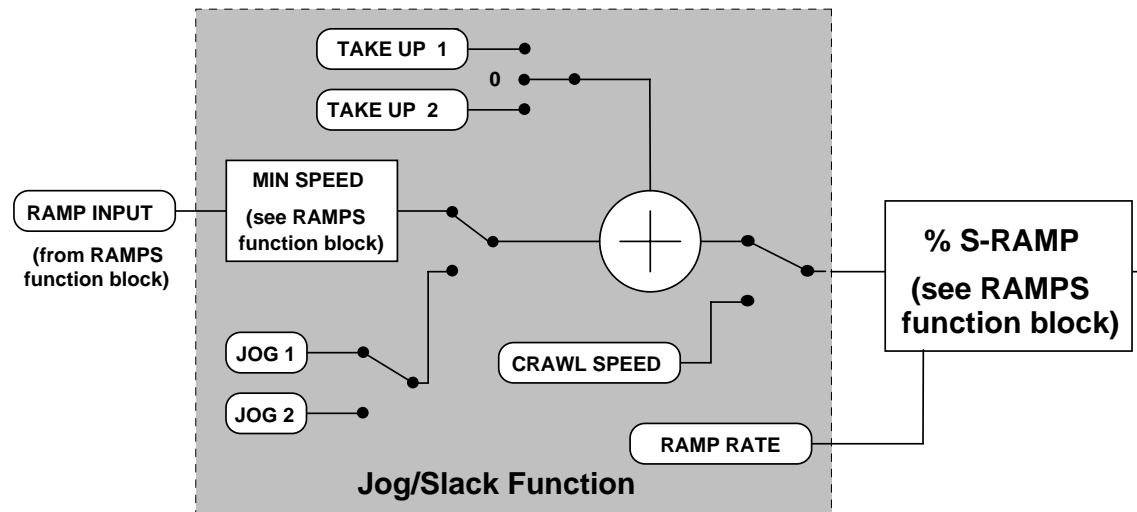 TAKE UP 1
0
TAKE UP 2
RAMP INPUT
(from RAMPS
function block)
MIN SPEED
(see RAMPS
function block)
JOG 1
JOG 2
CRAWL SPEED
RAMP RATE
% S-RAMP
(see RAMPS
function block)
Jog/Slack Function